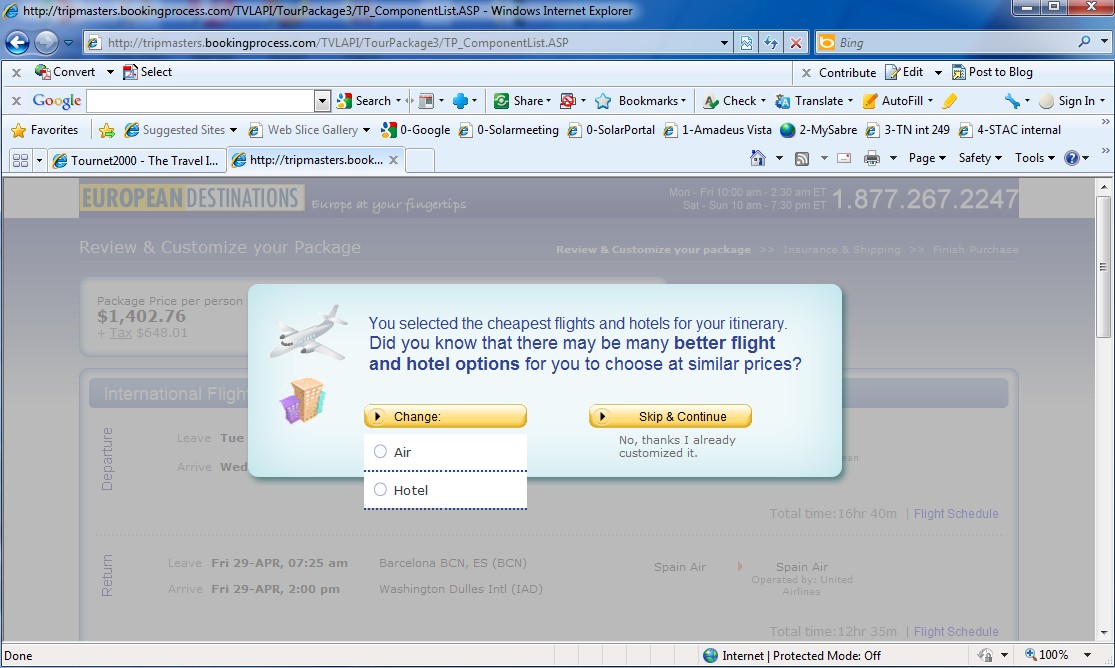 http://tripmasters.bookingprocess.com/TVLAPI/TourPackage3/TP_ComponentList.ASP - Windows Internet Explorer
http://tripmasters.bookingprocess.com/TVLAPI/TourPackage3/TP_ComponentList.ASP
Bing
x Convert Select x Contribute Edit Post to Blog
x Google Search Share Bookmarks Check Translate AutoFill Sign In
Favorites Suggested Sites Web Slice Gallery 0-Google 0-Solarmeeting 0-SolarPortal 1-Amadeus Vista 2-MySabre 3-TN int 249 4-STAC internal
Tournet2000 - The Travel I... http://tripmasters.book... x Page Safety Tools
EUROPEAN DESTINATIONS Europe at your fingertips
Mon - Fri 10:00 am - 2:30 am ET
Sat - Sun 10 am - 7:30 pm ET
1.877.267.2247
Review & Customize your Package
Review & Customize your package >> Insurance & Shipping >> Finish Purchase
Package Price per person
$1,402.76
+ Tax $648.01
You selected the cheapest flights and hotels for your itinerary.
Did you know that there may be many better flight
and hotel options for you to choose at similar prices?
Change:
Air
Hotel
Skip & Continue
No, thanks I already
customized it.
International Fligh
Departure
Leave Tue
Arrive Wed
ean
Total time:16hr 40m | Flight Schedule
Return
Leave Fri 29-APR, 07:25 am Barcelona BCN, ES (BCN) Spain Air Spain Air
Arrive Fri 29-APR, 2:00 pm Washington Dulles Intl (IAD) Operated by: United
Airlines
Total time:12hr 35m | Flight Schedule
Done Internet | Protected Mode: Off 100%